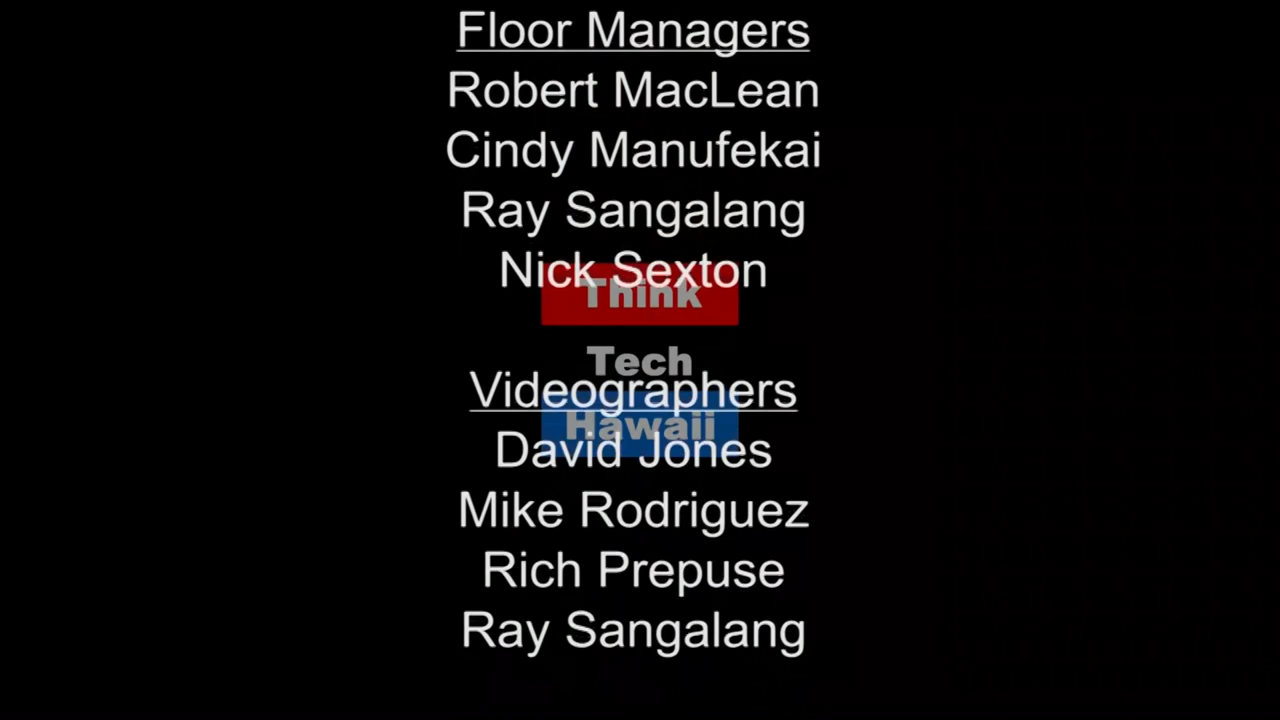 Floor Managers
Robert MacLean
Cindy Manufekai
Ray Sangalang
Nick Sexton
Think
Tech
Videographers
Hawaii
David Jones
Mike Rodriguez
Rich Prepuse
Ray Sangalang